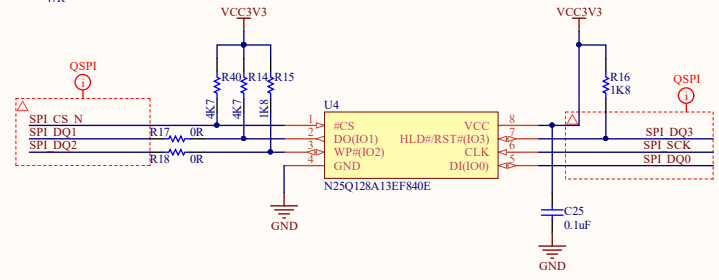 47K
VCC3V3
VCC3V3
QSPI
i
R40
R14
R15
4K7
4K7
1K8
U4
R16
1K8
QSPI
i
SPI_CS_N
1
#CS
VCC
8
SPI_DQ1
R17
0R
2
DO(IO1)
HLD#/RST#(IO3)
7
SPI_DQ3
SPI_DQ2
R18
0R
3
WP#(IO2)
CLK
6
SPI_SCK
4
GND
DI(IO0)
5
SPI_DQ0
N25Q128A13EF840E
GND
C25
0.1uF
GND